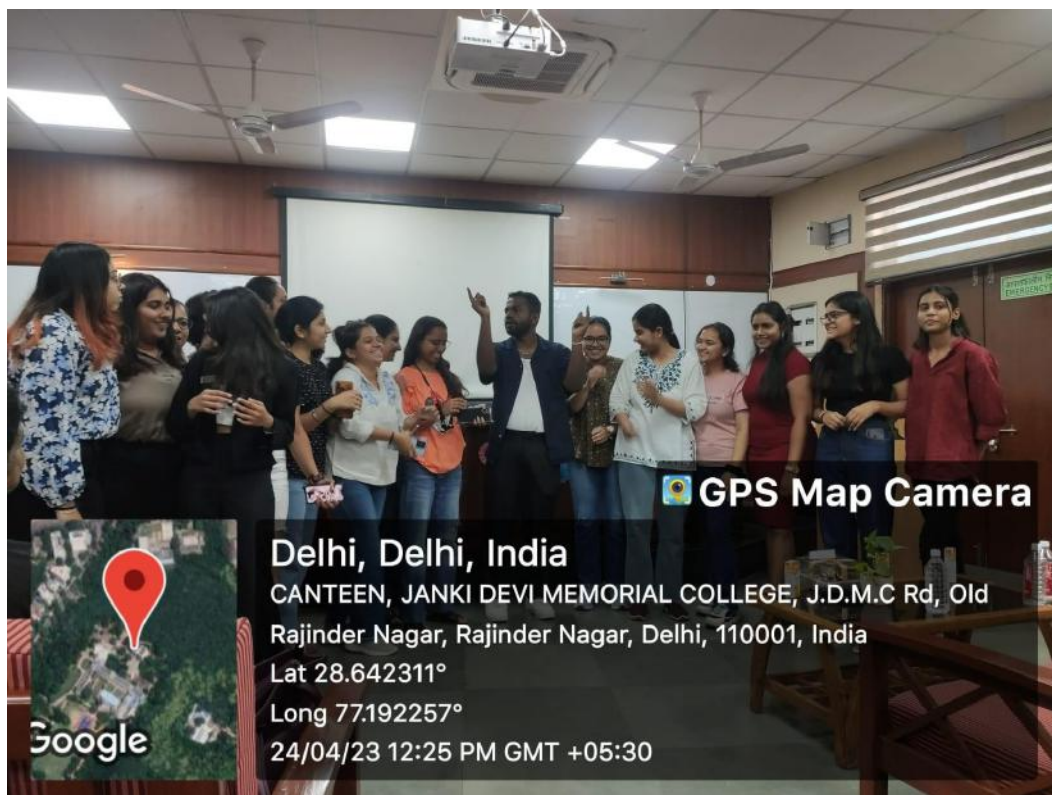 EMERGENCY
GPS Map Camera
Delhi, Delhi, India
CANTEEN, JANKI DEVI MEMORIAL COLLEGE, J.D.M.C Rd, Old
Rajinder Nagar, Rajinder Nagar, Delhi, 110001, India
Lat 28.642311°
Long 77.192257°
24/04/23 12:25 PM GMT +05:30
Google